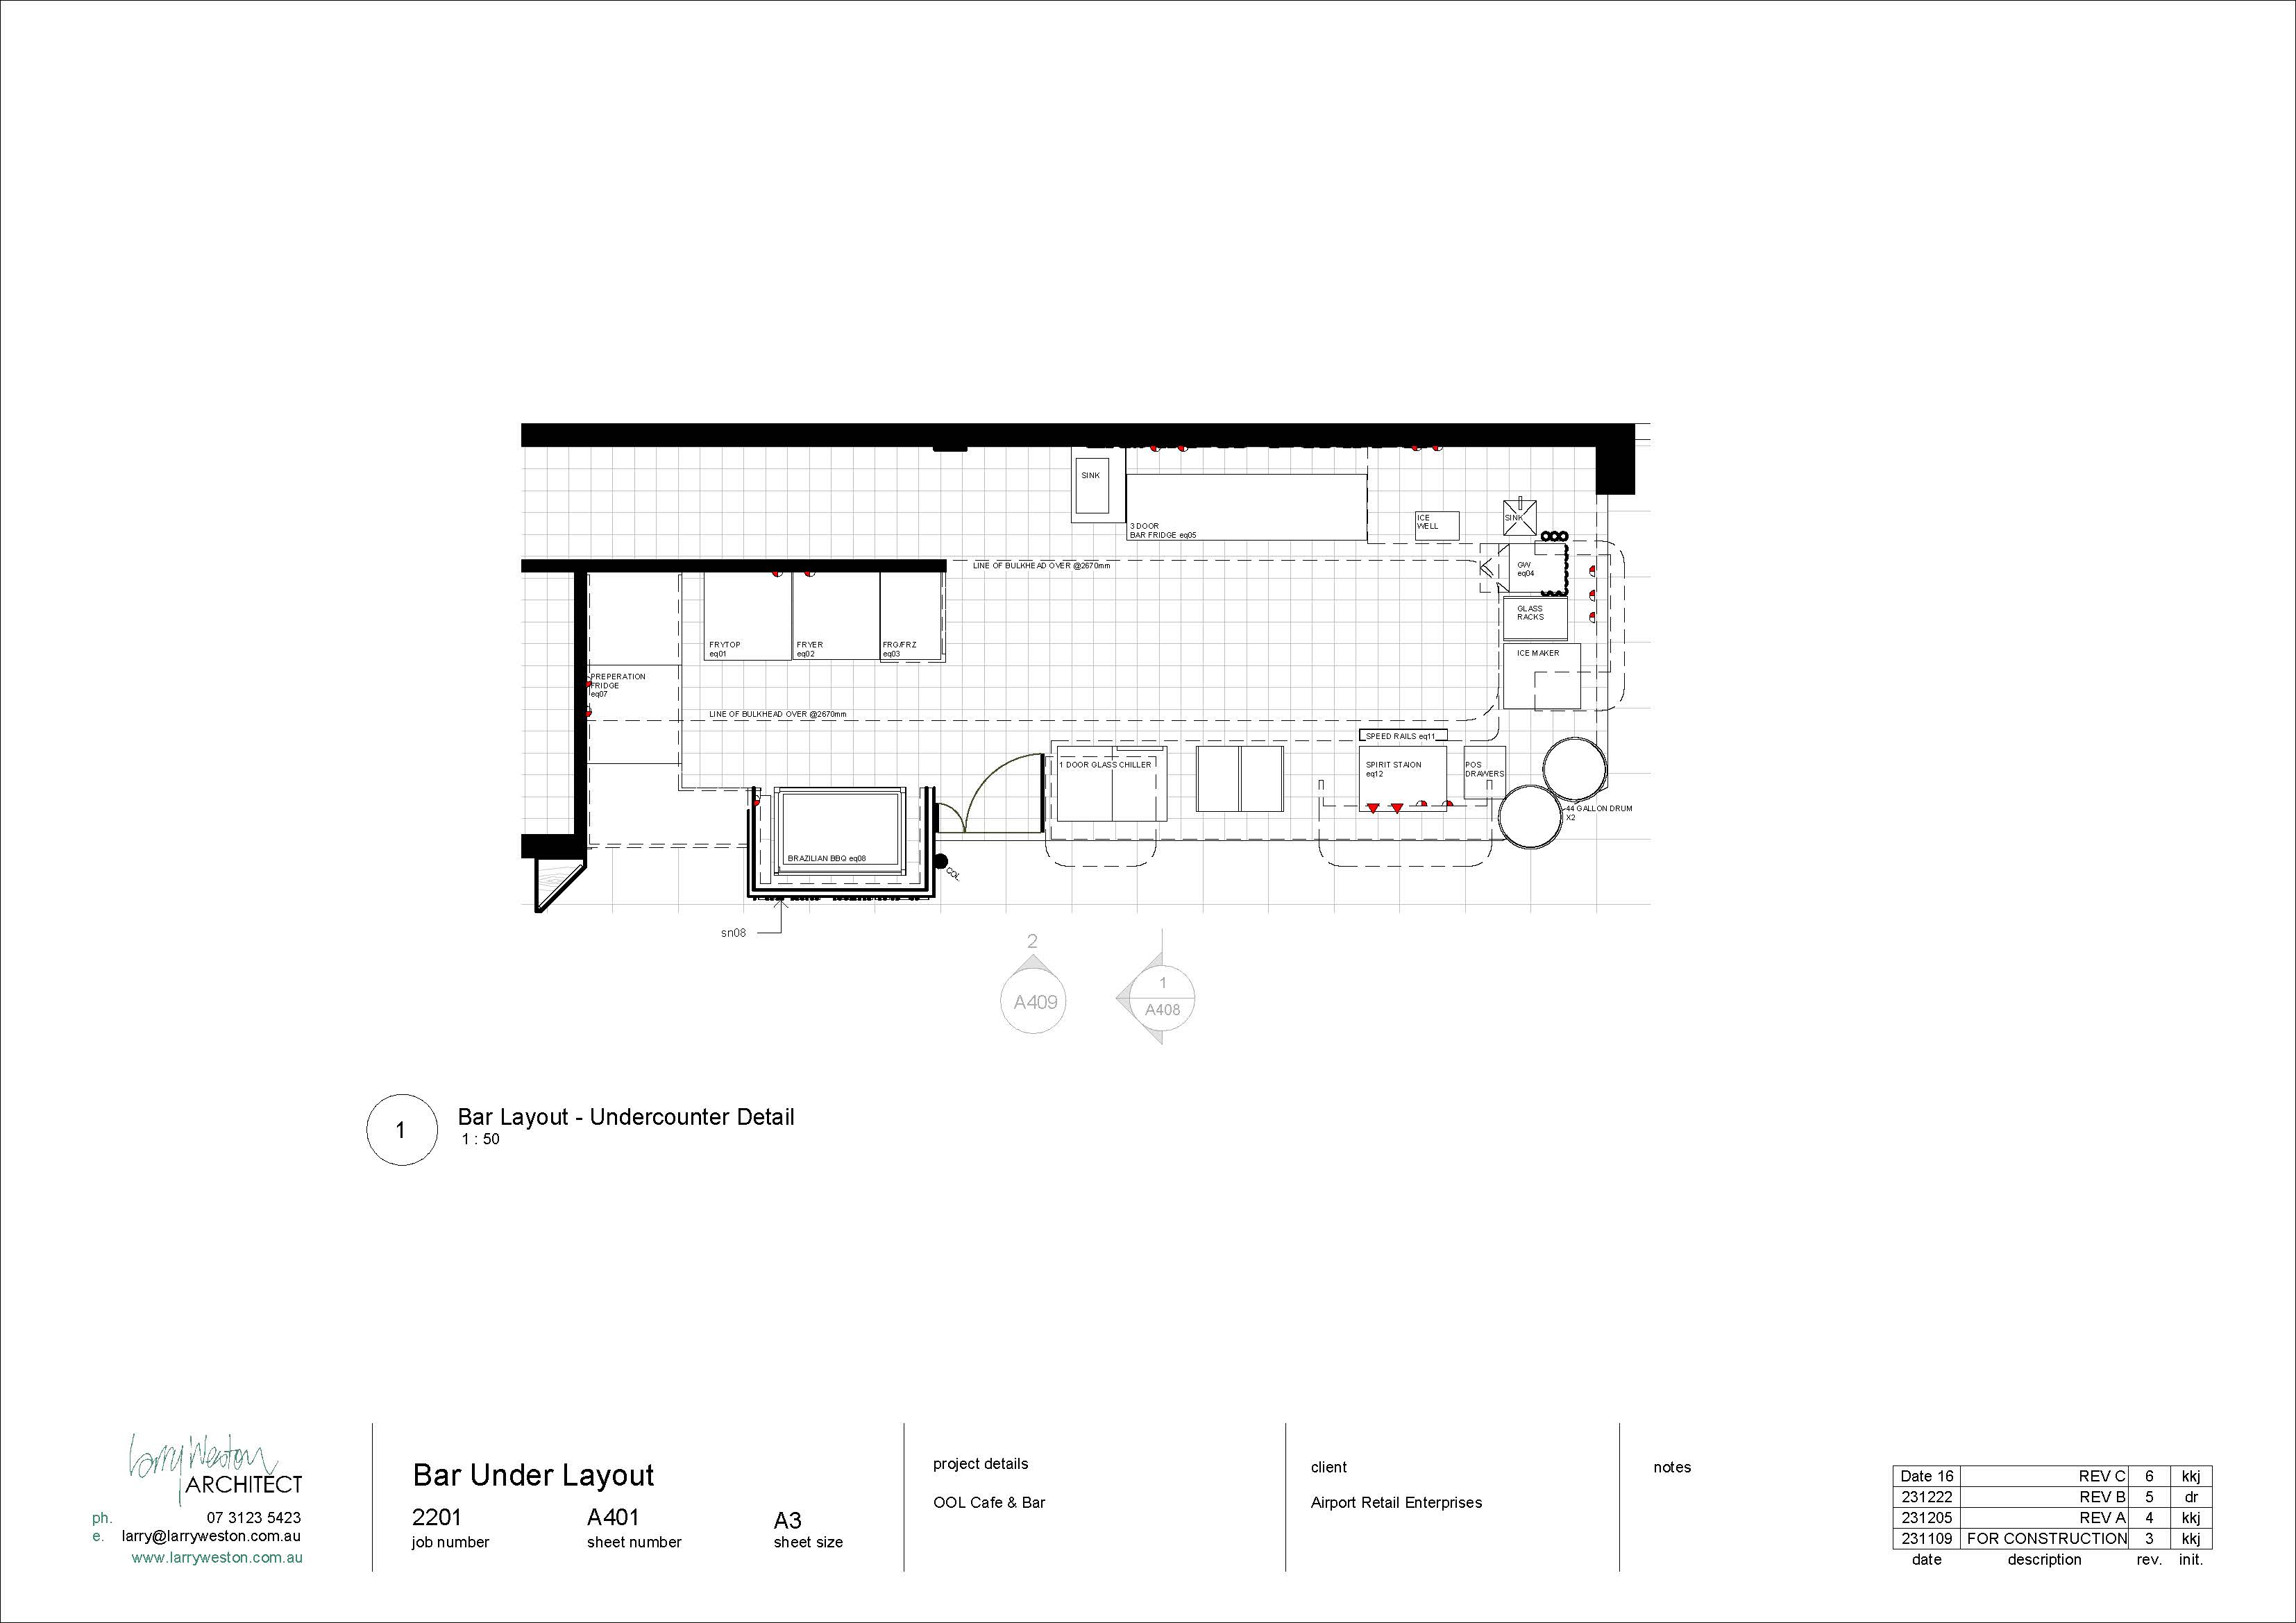 SINK
3 DOOR
BAR FRIDGE eq05
ICE
WELL
SINK
LINE OF BULKHEAD OVER @2670mm
GW
eq04
GLASS
RACKS
FRYTOP
eq01
FRYER
eq02
FRG/FRZ
eq03
ICE MAKER
PREPERATION
FRIDGE
eq07
LINE OF BULKHEAD OVER @2670mm
SPEED RAILS eq11
1 DOOR GLASS CHILLER
SPIRIT STAION
eq12
POS
DRAWERS
44 GALLON DRUM
X2
BRAZILIAN BBQ eq08
COL
sn08
2
A409
1
A408
1
Bar Layout - Undercounter Detail
1 : 50
Larry Weston
ARCHITECT
ph. 07 3123 5423
e. larry@larryweston.com.au
www.larryweston.com.au
Bar Under Layout
2201 A401 A3
job number sheet number sheet size
project details
OOL Cafe & Bar
client
Airport Retail Enterprises
notes
Date 16 REV C 6 kkj
231222 REV B 5 dr
231205 REV A 4 kkj
231109 FOR CONSTRUCTION 3 kkj
date description rev. init.